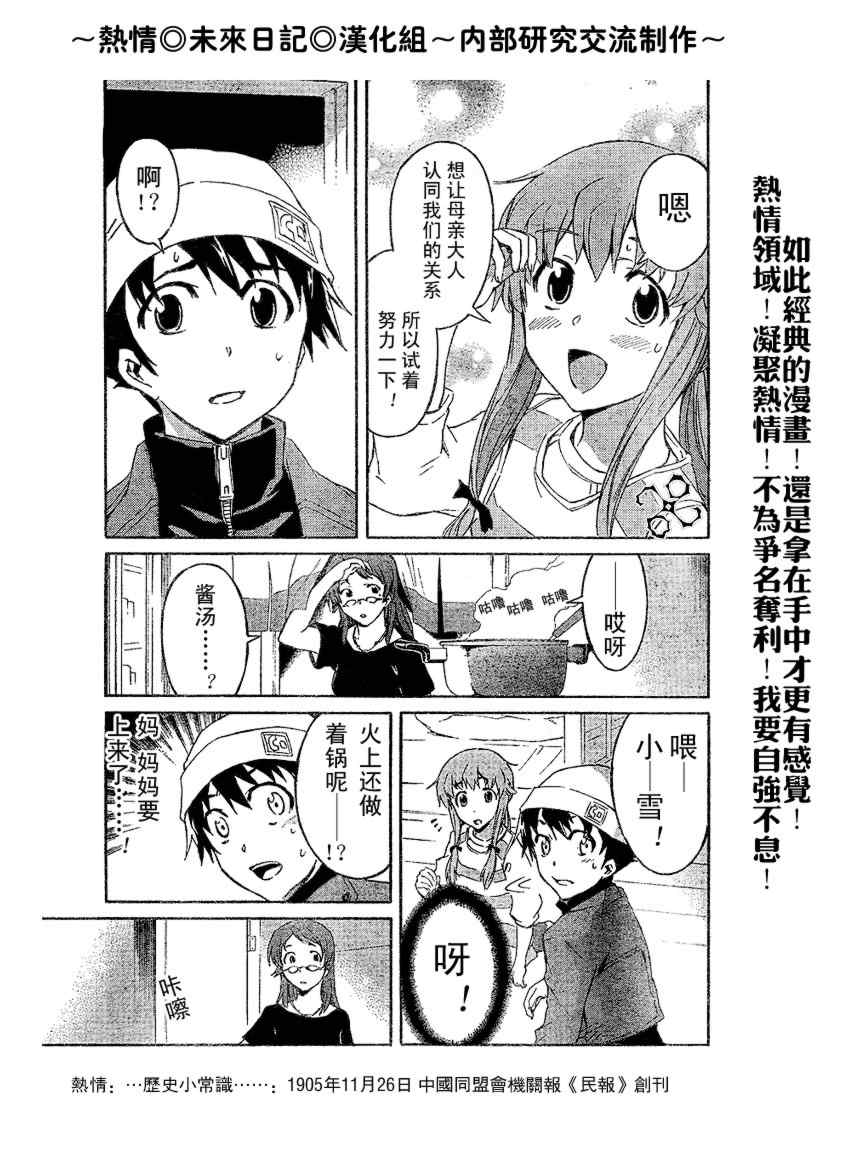 ～熱情◎未來日記◎漢化組～内部研究交流制作～
嗯
想让母亲大人
认同我们的关系
所以试着
努力一下！
啊!?
——哎呀
咕噜
咕噜
咕噜
酱汤……？
喂—
小—雪！
呀！
火上还做
着锅呢——!?
妈 妈妈要
上来了……！
咔嚓
如此經典的漫畫！還是拿在手中才更有感覺！
熱情領域！凝聚熱情！不為爭名奪利！我要自強不息！
熱情：…歷史小常識……：1905年11月26日 中國同盟會機關報《民報》創刊